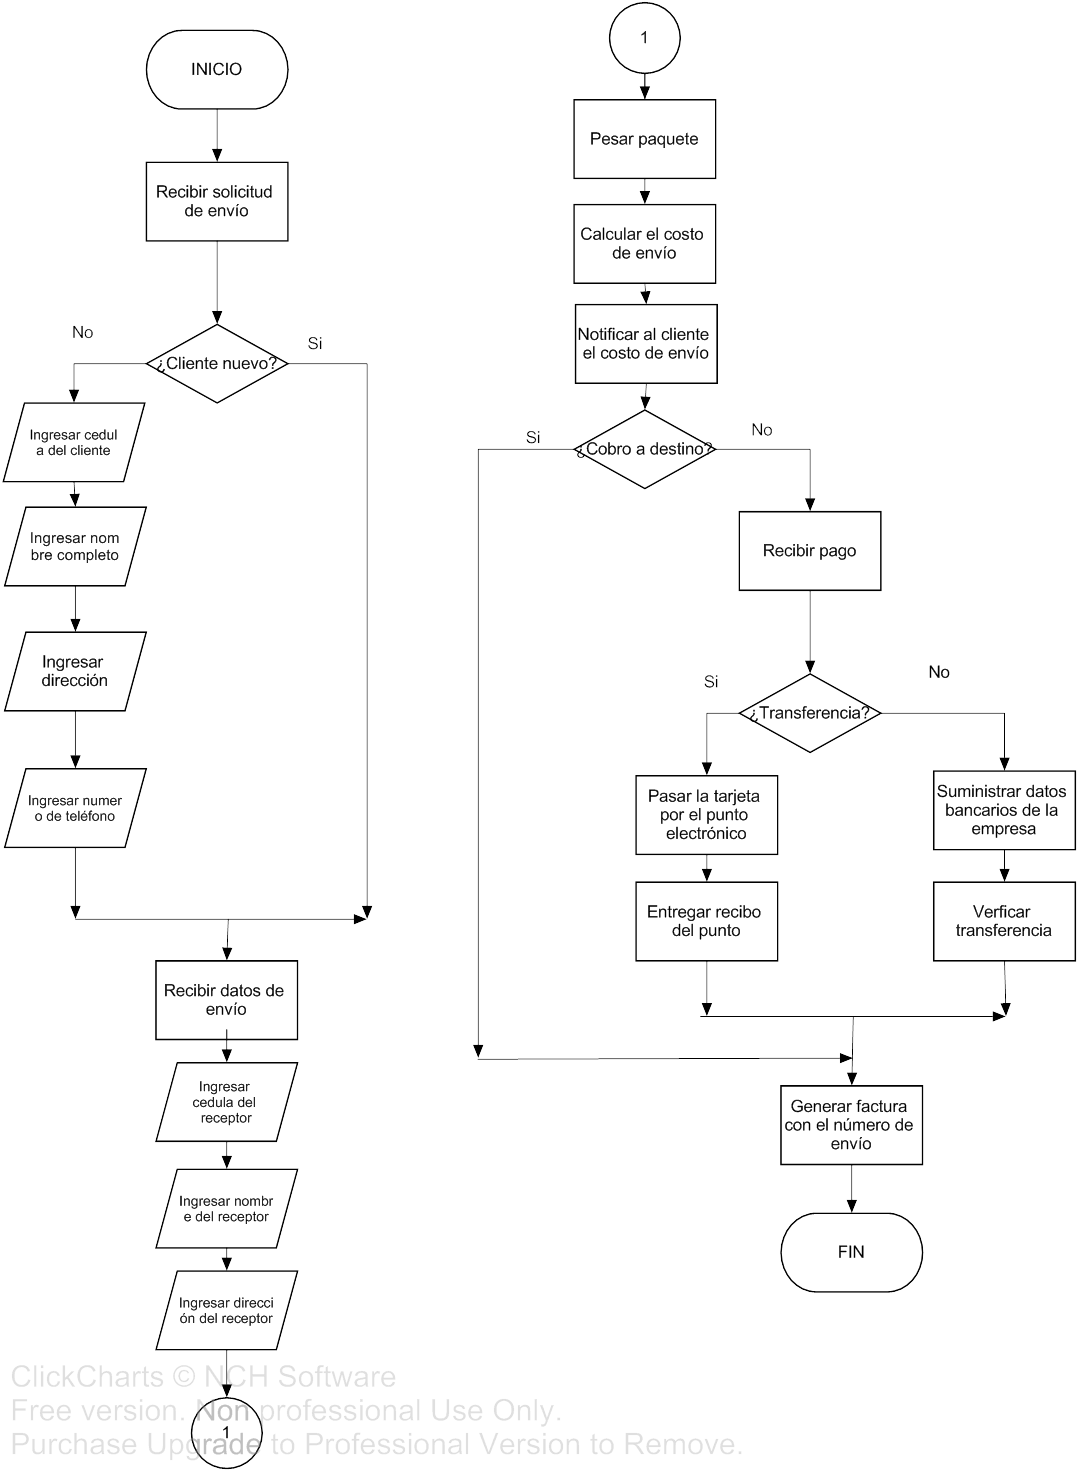 INICIO
Recibir solicitud
de envío
No
Si
¿Cliente nuevo?
Ingresar cedul
a del cliente
Ingresar nom
bre completo
Ingresar
dirección
Ingresar numer
o de teléfono
Recibir datos de
envío
Ingresar
cedula del
receptor
Ingresar nombr
e del receptor
Ingresar direcci
ón del receptor
1
1
Pesar paquete
Calcular el costo
de envío
Notificar al cliente
el costo de envío
Si
No
¿Cobro a destino?
Recibir pago
Si
No
¿Transferencia?
Pasar la tarjeta
por el punto
electrónico
Entregar recibo
del punto
Suministrar datos
bancarios de la
empresa
Verficar
transferencia
Generar factura
con el número de
envío
FIN
ClickCharts © NCH Software
Free version. Non professional Use Only.
Purchase Upgrade to Professional Version to Remove.